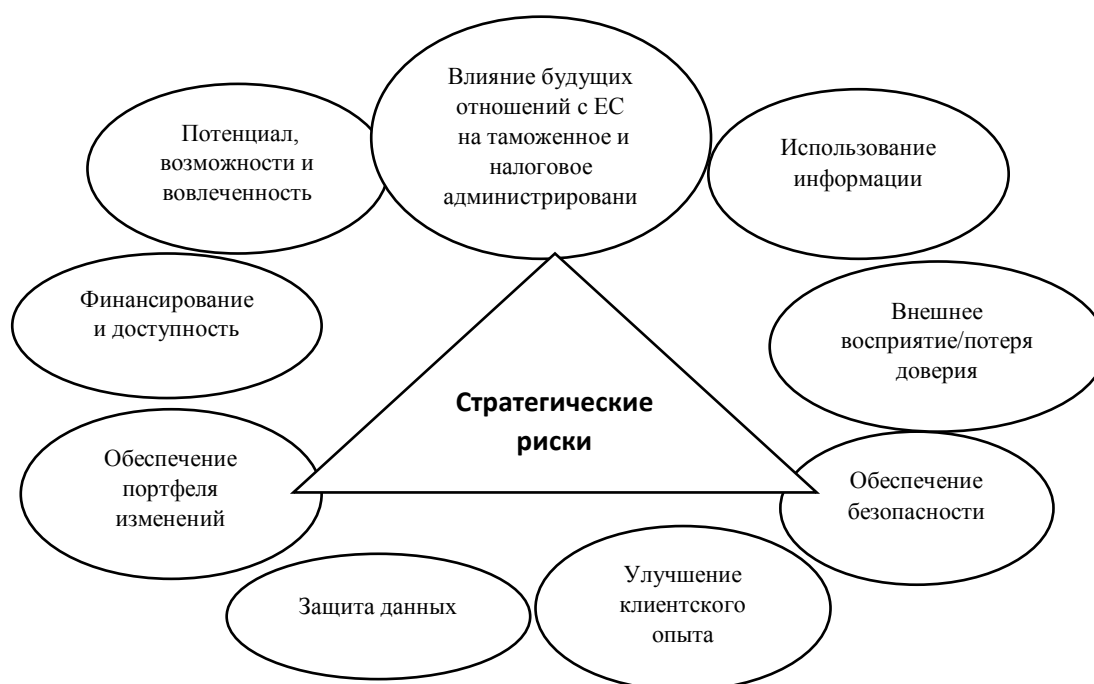 Влияние будущих
отношений с ЕС
на таможенное и
налоговое
администрировани
Потенциал,
возможности и
вовлеченность
Использование
информации
Финансирование
и доступность
Внешнее
восприятие/потеря
доверия
Стратегические
риски
Обеспечение
портфеля
изменений
Обеспечение
безопасности
Защита данных
Улучшение
клиентского
опыта